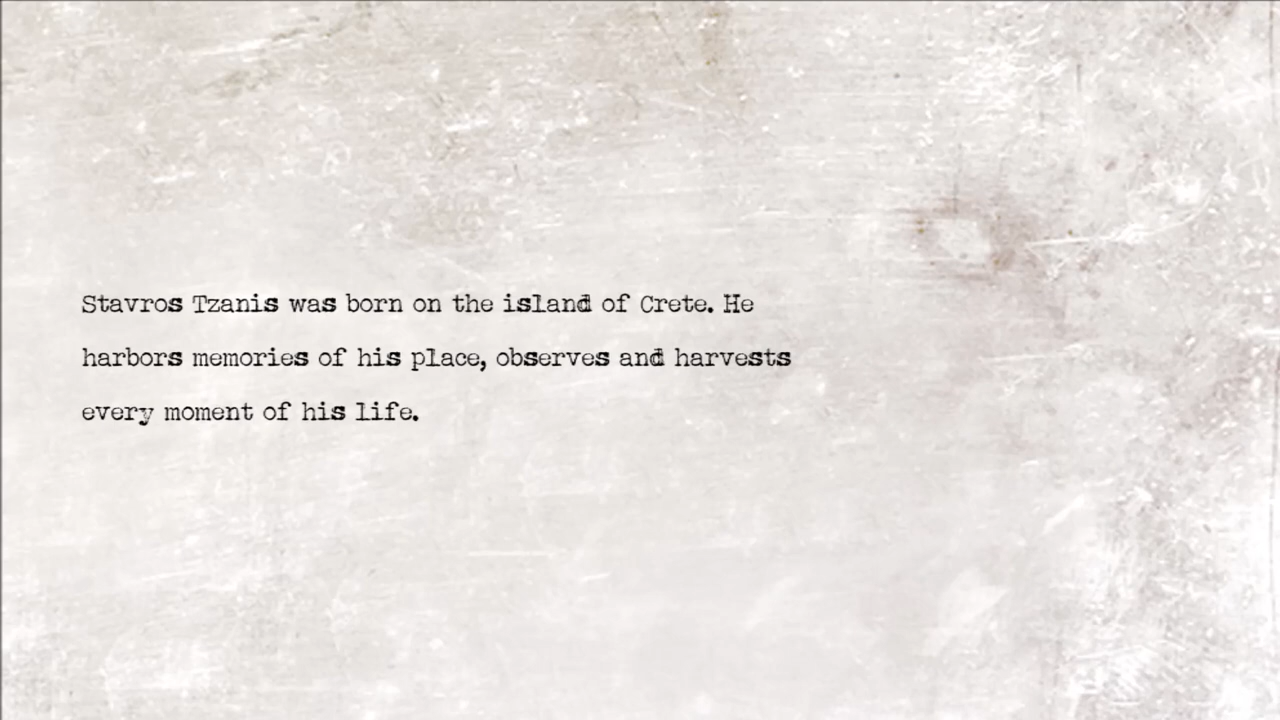 Stavros Tzanis was born on the island of Crete. He
harbors memories of his place, observes and harvests
every moment of his life.